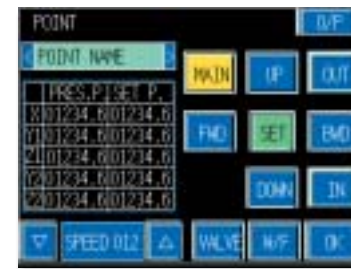 POINT
O/P
POINT NAME
MAIN UP OUT
PRES.P SET P.
X 01234.6 01234.6
Y1 01234.6 01234.6
Z1 01234.6 01234.6
Y2 01234.6 01234.6
Z2 01234.6 01234.6
FWD SET BWD
DOWN IN
SPEED 012 VALVE N/F OK